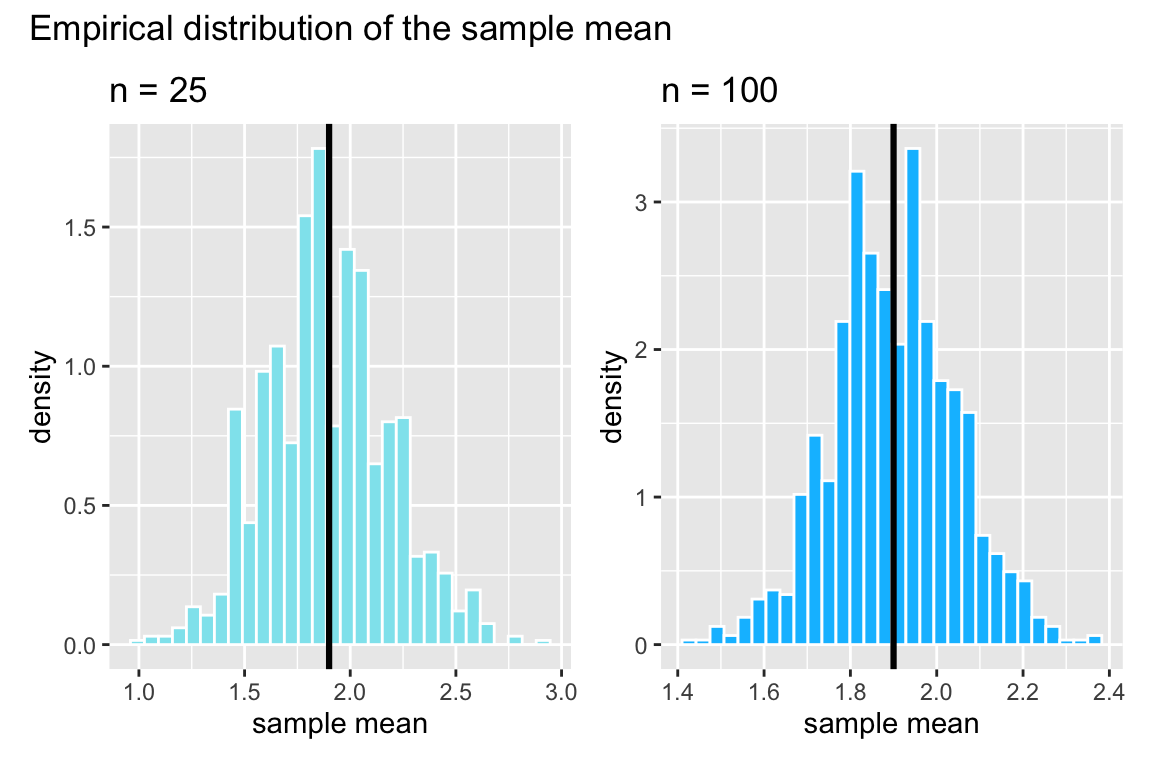 Empirical distribution of the sample mean
n = 25
density
1.5
1.0
0.5
0.0
1.0 1.5 2.0 2.5 3.0
sample mean
n = 100
density
3
2
1
0
1.4 1.6 1.8 2.0 2.2 2.4
sample mean